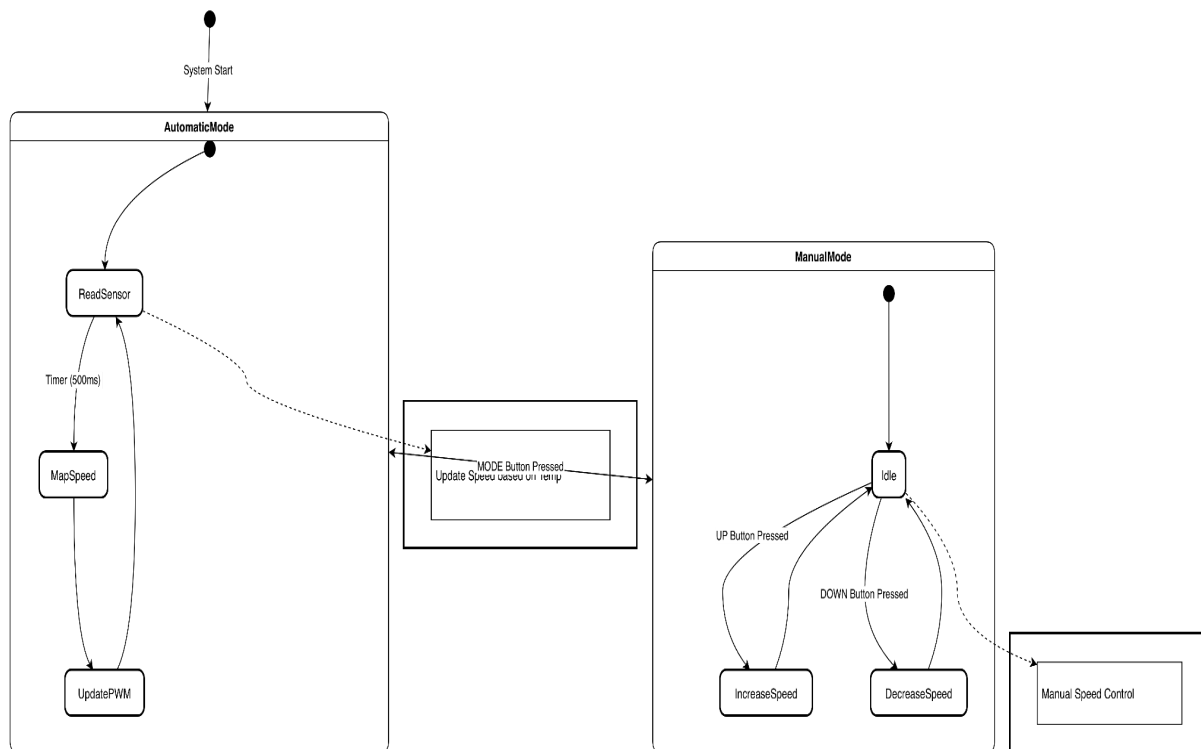 System Start
AutomaticMode
ManualMode
ReadSensor
Timer (500ms)
MapSpeed
MODE Button Pressed
Update Speed based on Temp
Idle
UP Button Pressed
DOWN Button Pressed
UpdatePWM
IncreaseSpeed
DecreaseSpeed
Manual Speed Control